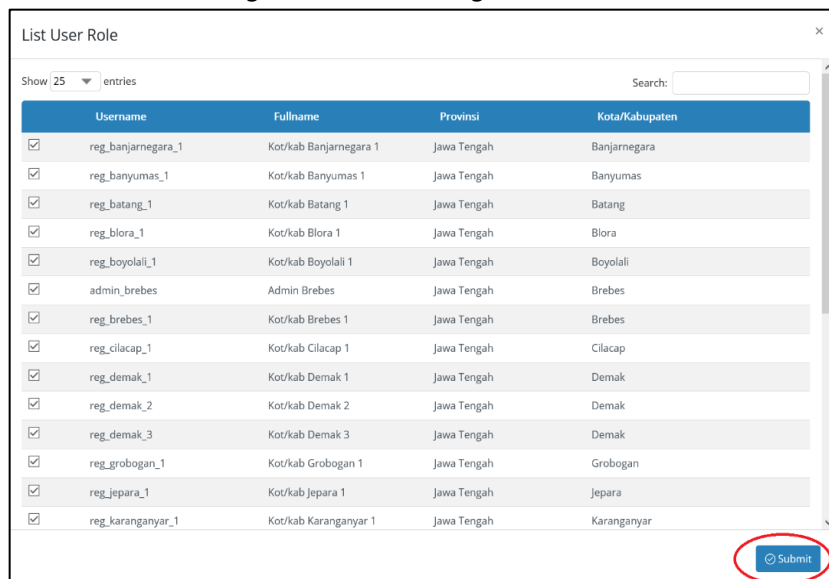 List User Role ×
Show 25 entries Search:
Username Fullname Provinsi Kota/Kabupaten
reg_banjarnegara_1 Kot/kab Banjarnegara 1 Jawa Tengah Banjarnegara
reg_banyumas_1 Kot/kab Banyumas 1 Jawa Tengah Banyumas
reg_batang_1 Kot/kab Batang 1 Jawa Tengah Batang
reg_blora_1 Kot/kab Blora 1 Jawa Tengah Blora
reg_boyolali_1 Kot/kab Boyolali 1 Jawa Tengah Boyolali
admin_brebes Admin Brebes Jawa Tengah Brebes
reg_brebes_1 Kot/kab Brebes 1 Jawa Tengah Brebes
reg_cilacap_1 Kot/kab Cilacap 1 Jawa Tengah Cilacap
reg_demak_1 Kot/kab Demak 1 Jawa Tengah Demak
reg_demak_2 Kot/kab Demak 2 Jawa Tengah Demak
reg_demak_3 Kot/kab Demak 3 Jawa Tengah Demak
reg_grobogan_1 Kot/kab Grobogan 1 Jawa Tengah Grobogan
reg_jepara_1 Kot/kab Jepara 1 Jawa Tengah Jepara
reg_karanganyar_1 Kot/kab Karanganyar 1 Jawa Tengah Karanganyar
Submit